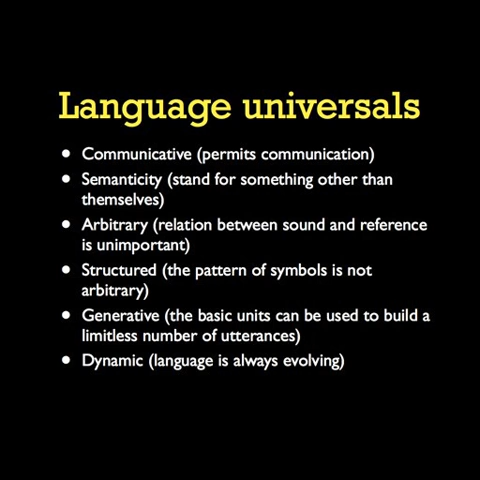 Language universals
• Communicative (permits communication)
• Semanticity (stand for something other than
themselves)
• Arbitrary (relation between sound and reference
is unimportant)
• Structured (the pattern of symbols is not
arbitrary)
• Generative (the basic units can be used to build a
limitless number of utterances)
• Dynamic (language is always evolving)